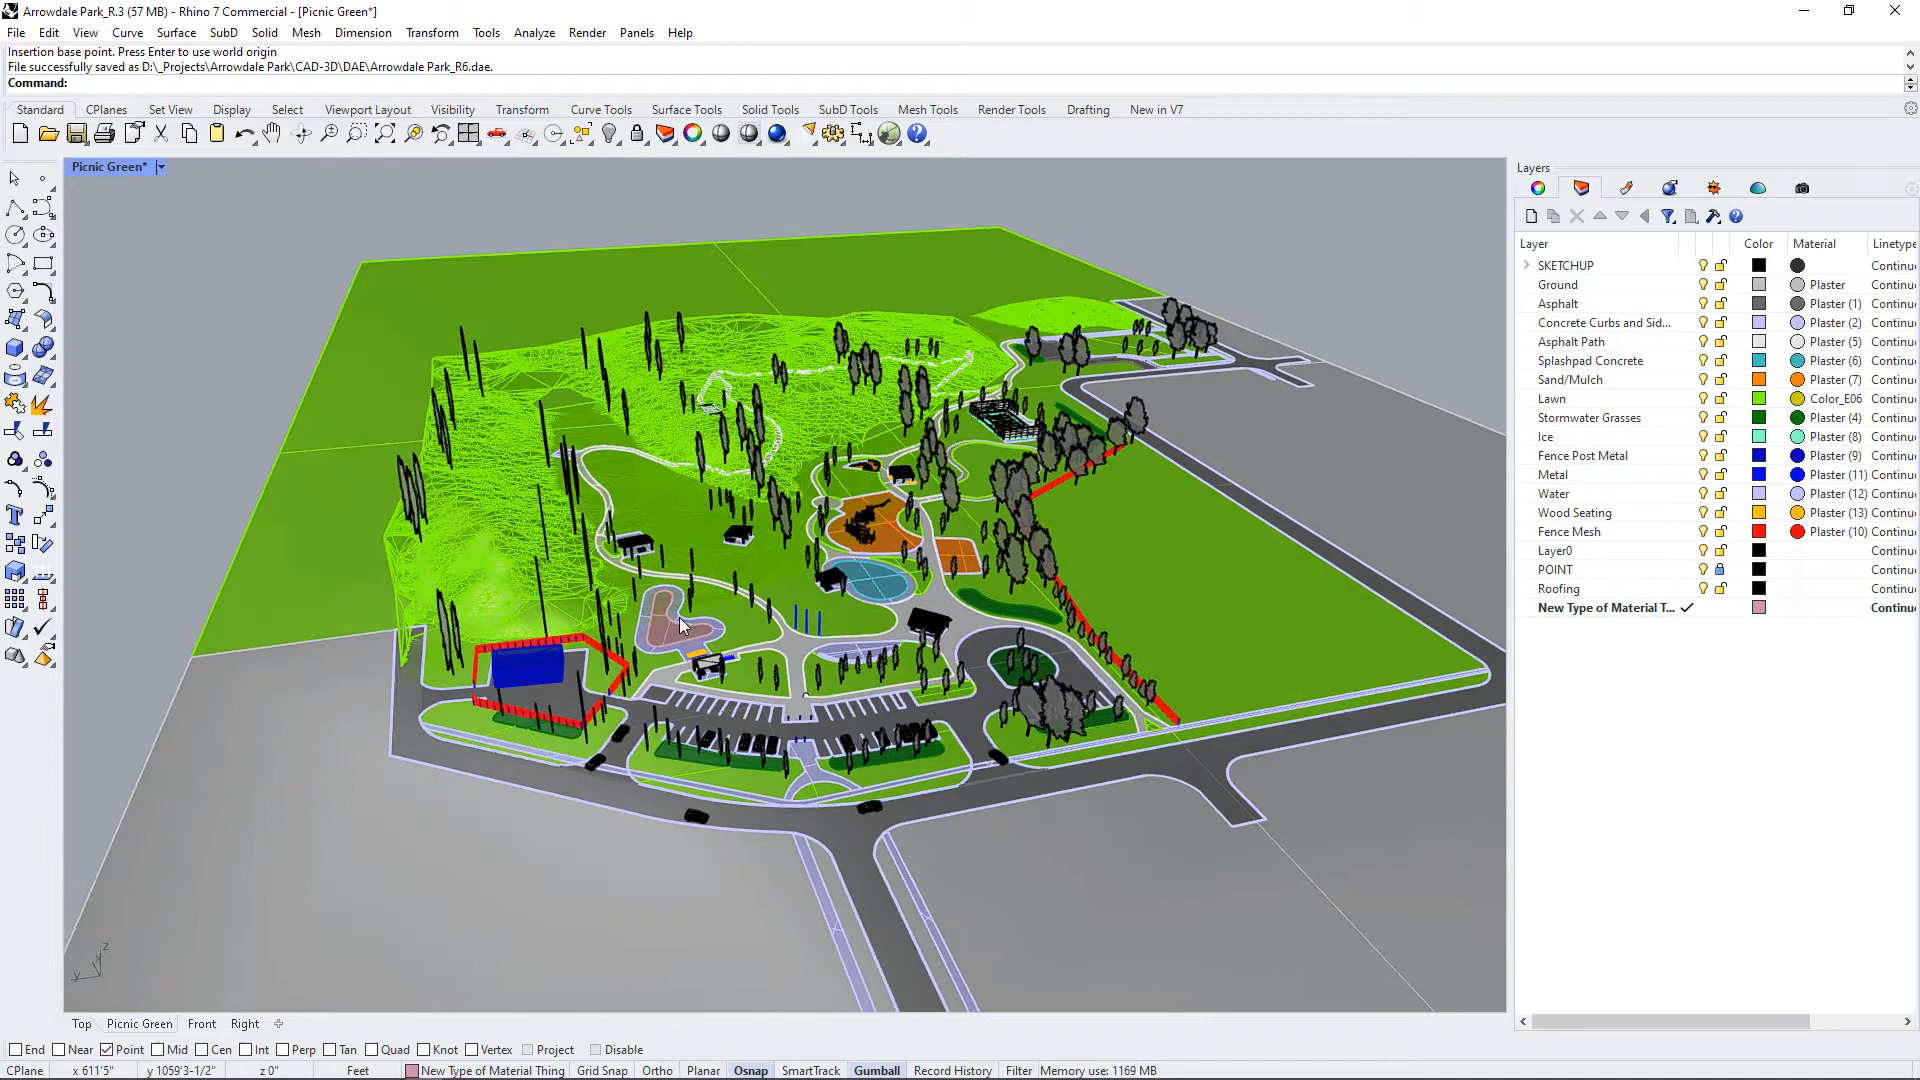 Arrowdale Park_R.3 (57 MB) - Rhino 7 Commercial - [Picnic Green*]
File Edit View Curve Surface SubD Solid Mesh Dimension Transform Tools Analyze Render Panels Help
Insertion base point. Press Enter to use world origin
File successfully saved as D:\_Projects\Arrowdale Park\CAD-3D\DAE\Arrowdale Park_R6.dae.
Command:
Standard CPlanes Set View Display Select Viewport Layout Visibility Transform Curve Tools Surface Tools Solid Tools SubD Tools Mesh Tools Render Tools Drafting New in V7
Picnic Green*
Layers
Layer Color Material Linetype
SKETCHUP Continu
Ground Plaster Continu
Asphalt Plaster (1) Continu
Concrete Curbs and Sid... Plaster (2) Continu
Asphalt Path Plaster (5) Continu
Splashpad Concrete Plaster (6) Continu
Sand/Mulch Plaster (7) Continu
Lawn Color_E06 Continu
Stormwater Grasses Plaster (4) Continu
Ice Plaster (8) Continu
Fence Post Metal Plaster (9) Continu
Metal Plaster (11) Continu
Water Plaster (12) Continu
Wood Seating Plaster (13) Continu
Fence Mesh Plaster (10) Continu
Layer0 Continu
POINT Continu
Roofing Continu
New Type of Material T... Continu
z
y
Top Picnic Green Front Right
End Near Point Mid Cen Int Perp Tan Quad Knot Vertex Project Disable
CPlane x 611'5" y 1059'3-1/2" z 0" Feet New Type of Material Thing Grid Snap Ortho Planar Osnap SmartTrack Gumball Record History Filter Memory use: 1169 MB